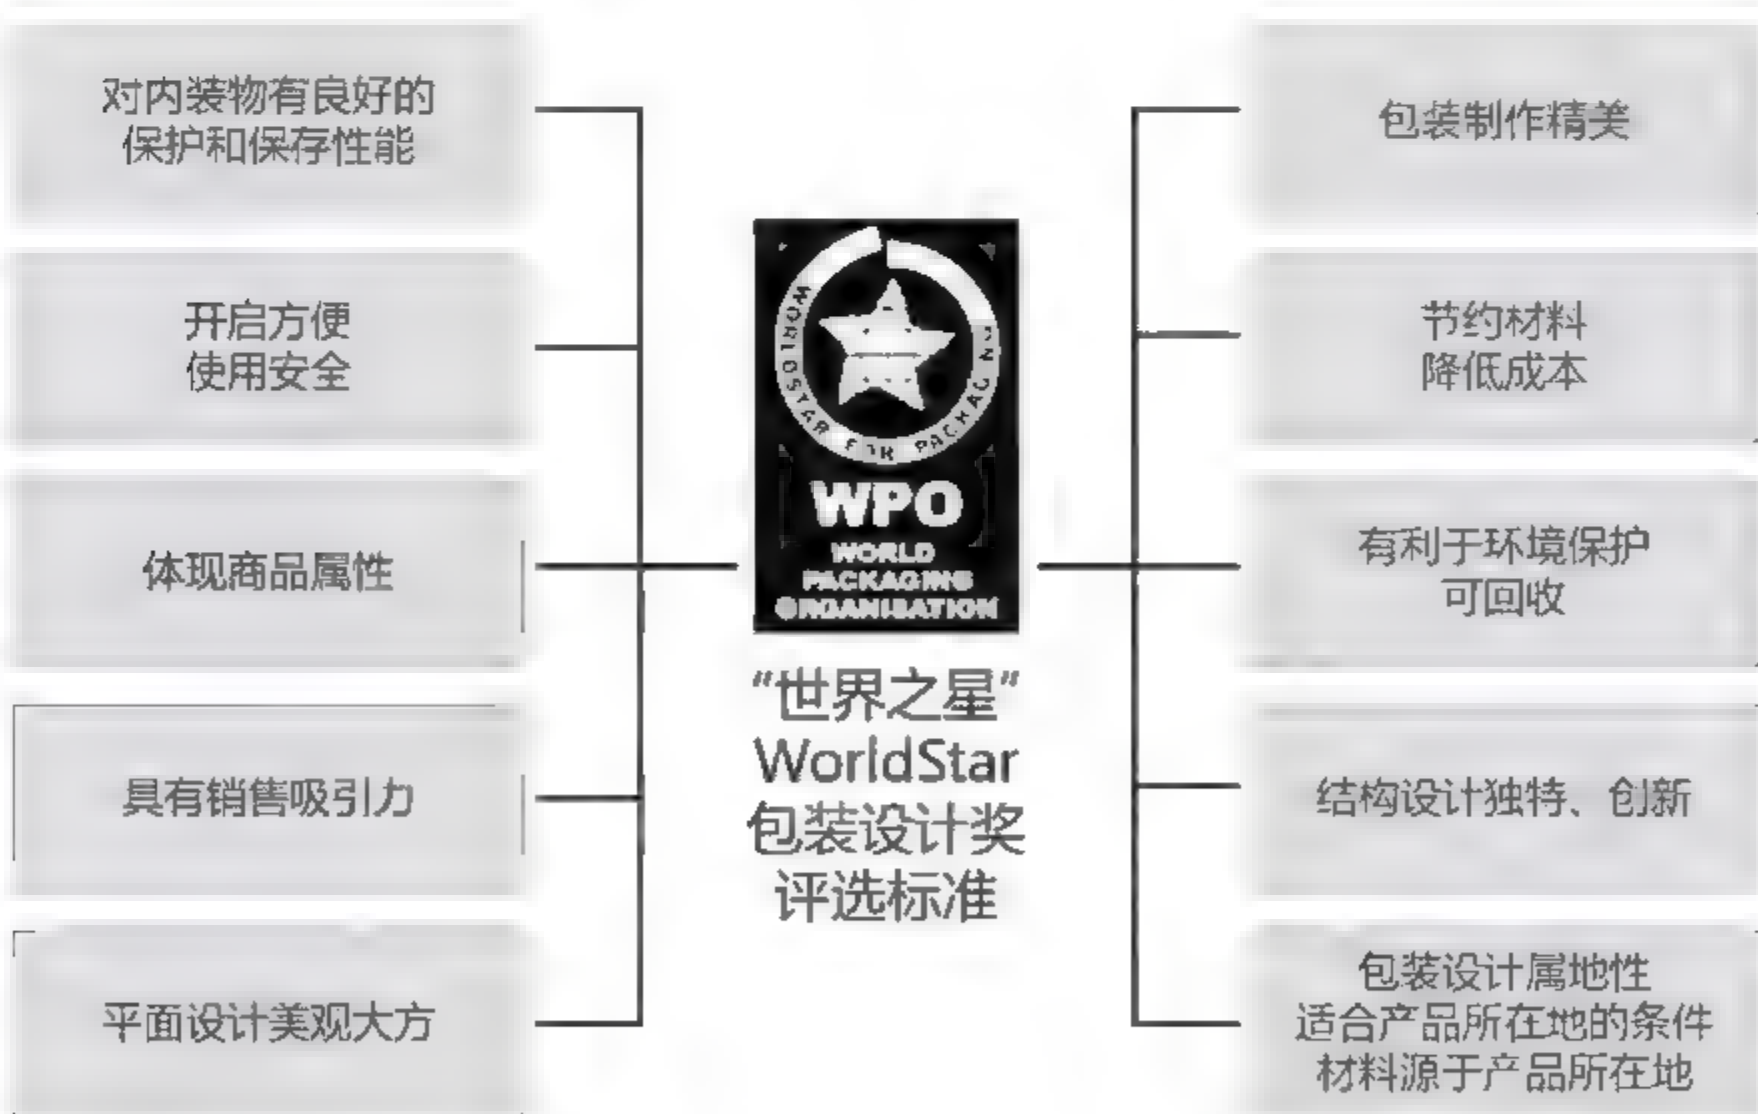 对内装物有良好的
保护和保存性能
开启方便
使用安全
体现商品属性
具有销售吸引力
平面设计美观大方
WORLDSTAR FOR PACKAGING
WPO
WORLD
PACKAGING
ORGANISATION
“世界之星”
WorldStar
包装设计奖
评选标准
包装制作精美
节约材料
降低成本
有利于环境保护
可回收
结构设计独特、创新
包装设计属地性
适合产品所在地的条件
材料源于产品所在地